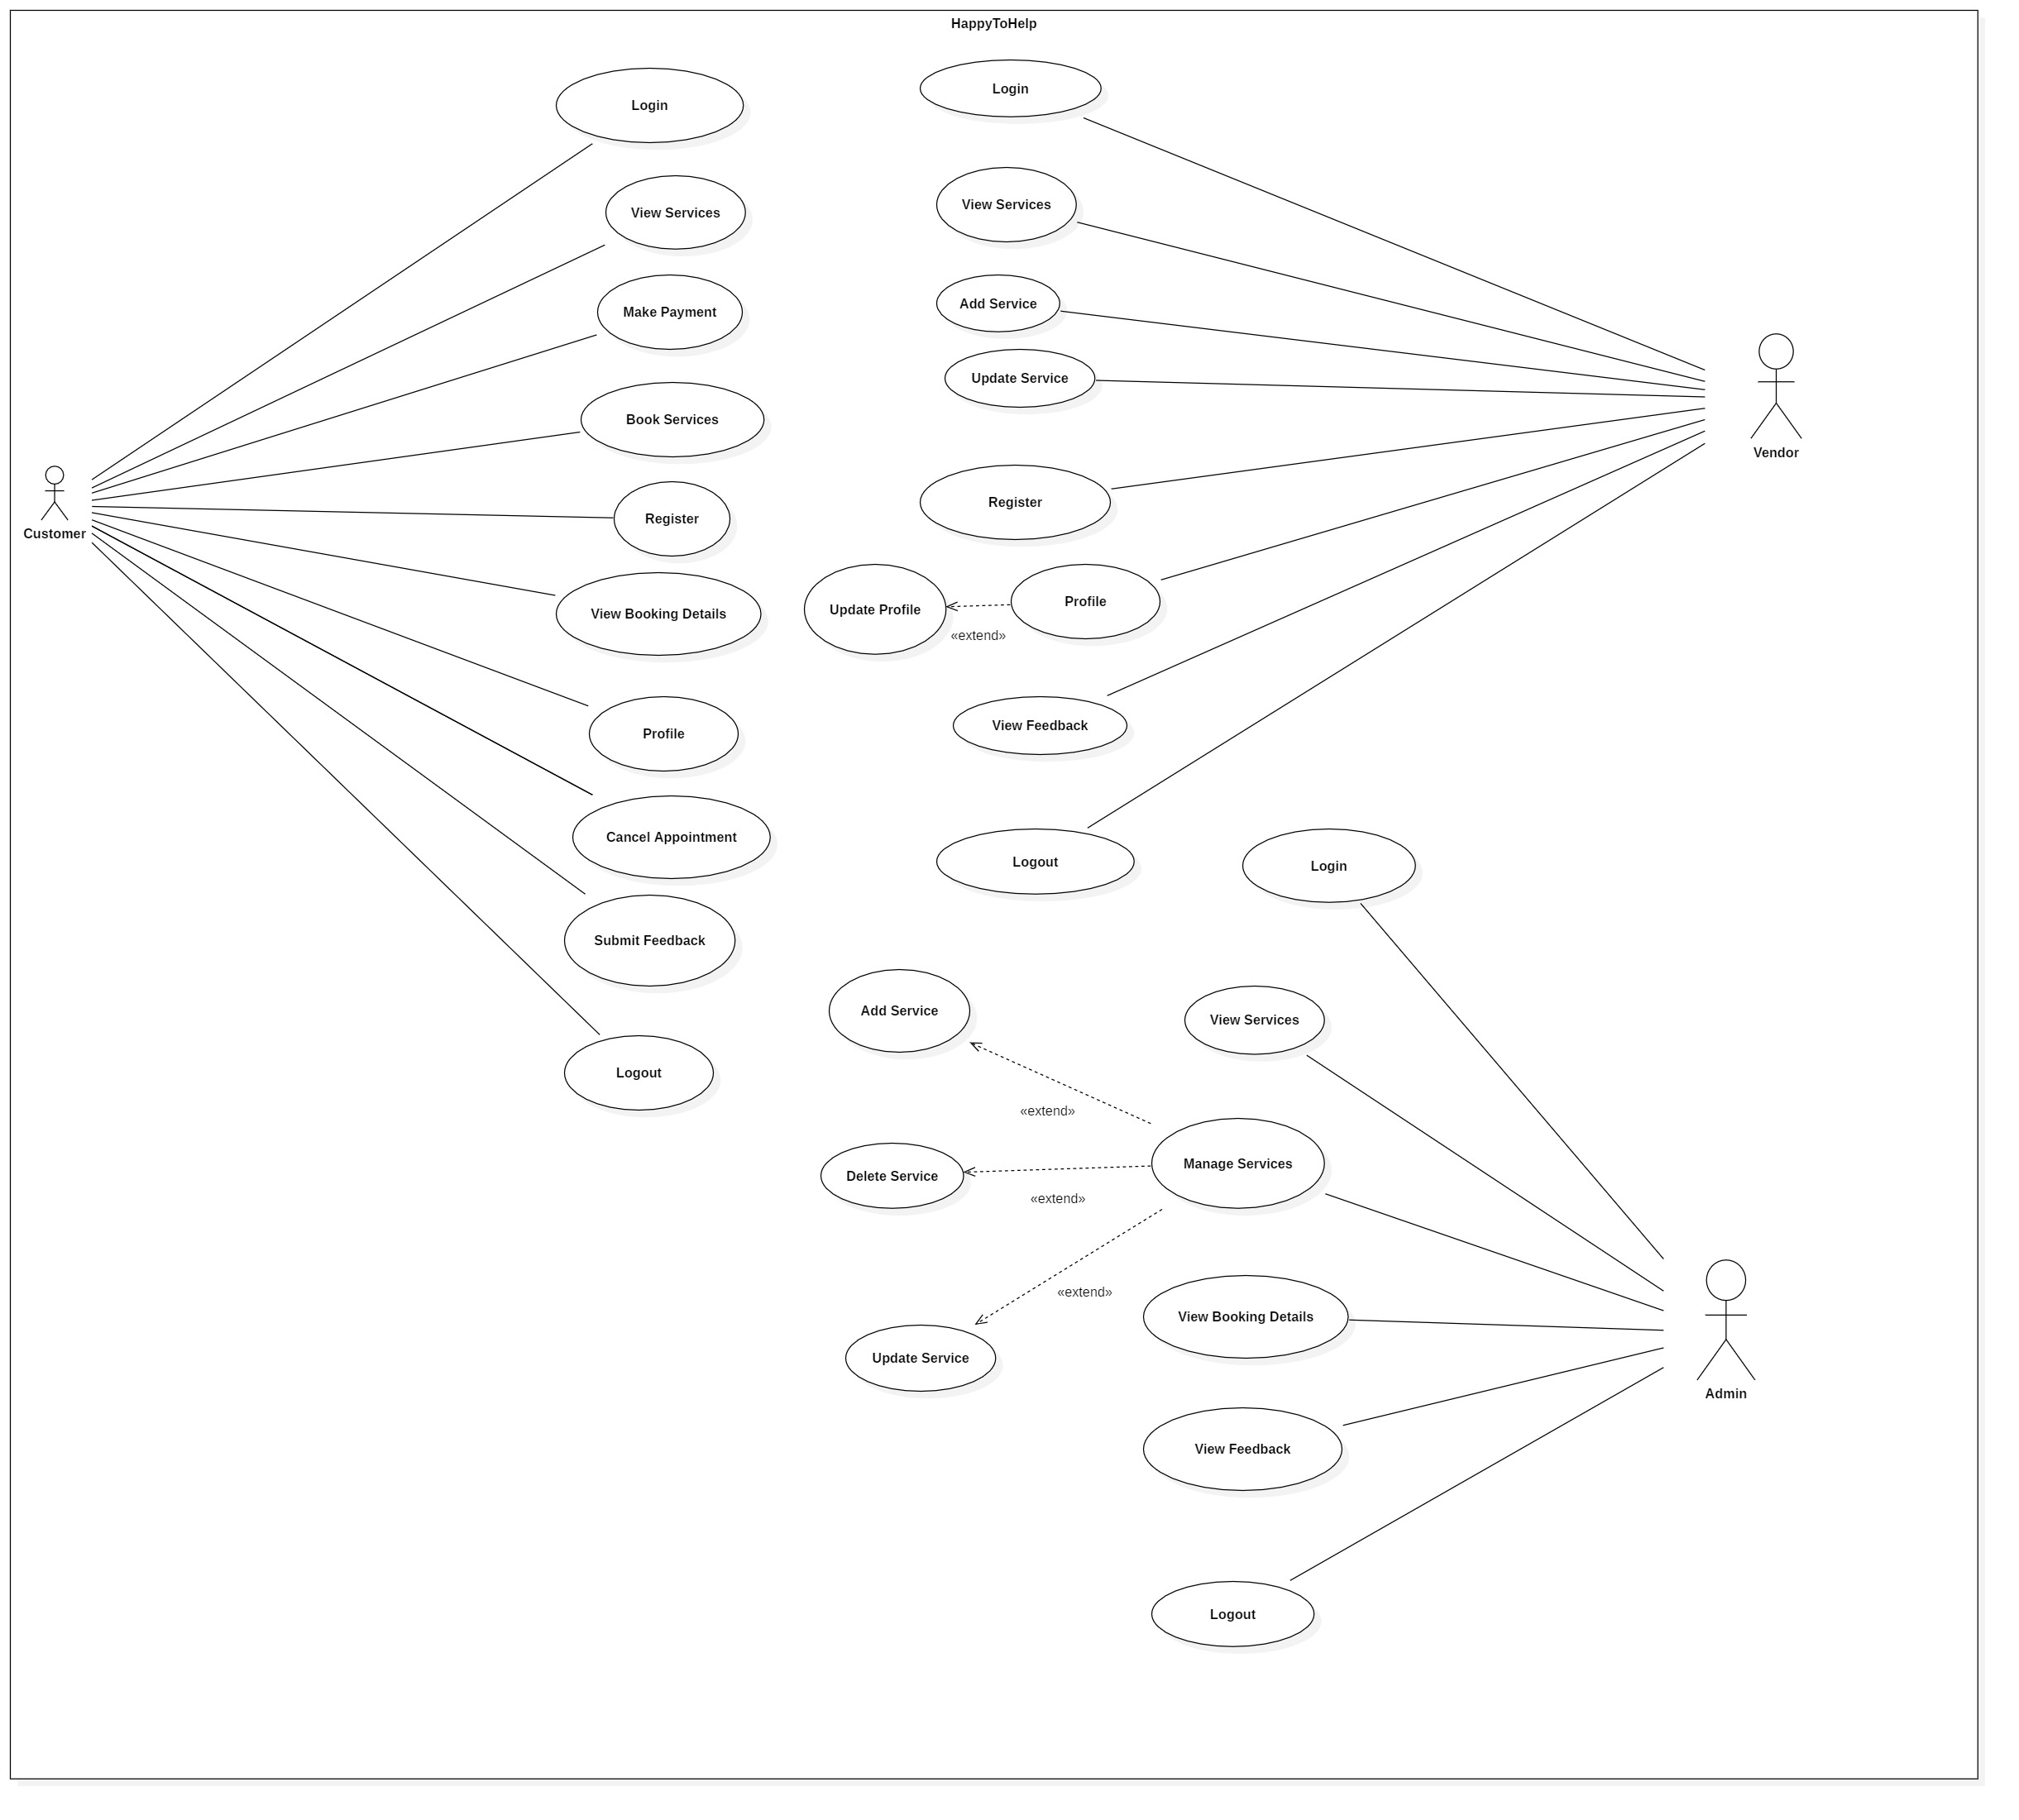 HappyToHelp
Login
View Services
Make Payment
Book Services
Register
Customer
View Booking Details
Profile
Cancel Appointment
Submit Feedback
Logout
Login
View Services
Add Service
Update Service
Vendor
Register
Update Profile
Profile
«extend»
View Feedback
Logout
Login
Add Service
View Services
«extend»
Manage Services
Delete Service
«extend»
«extend»
View Booking Details
Update Service
Admin
View Feedback
Logout